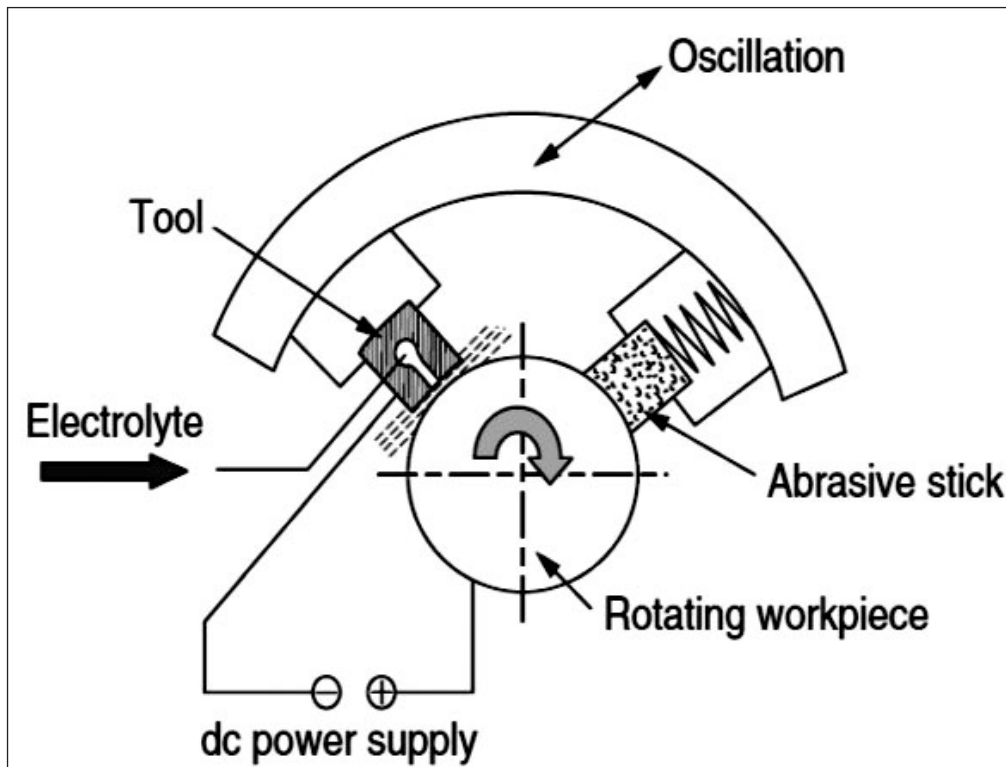 Oscillation
Tool
Electrolyte
Abrasive stick
Rotating workpiece
− +
dc power supply